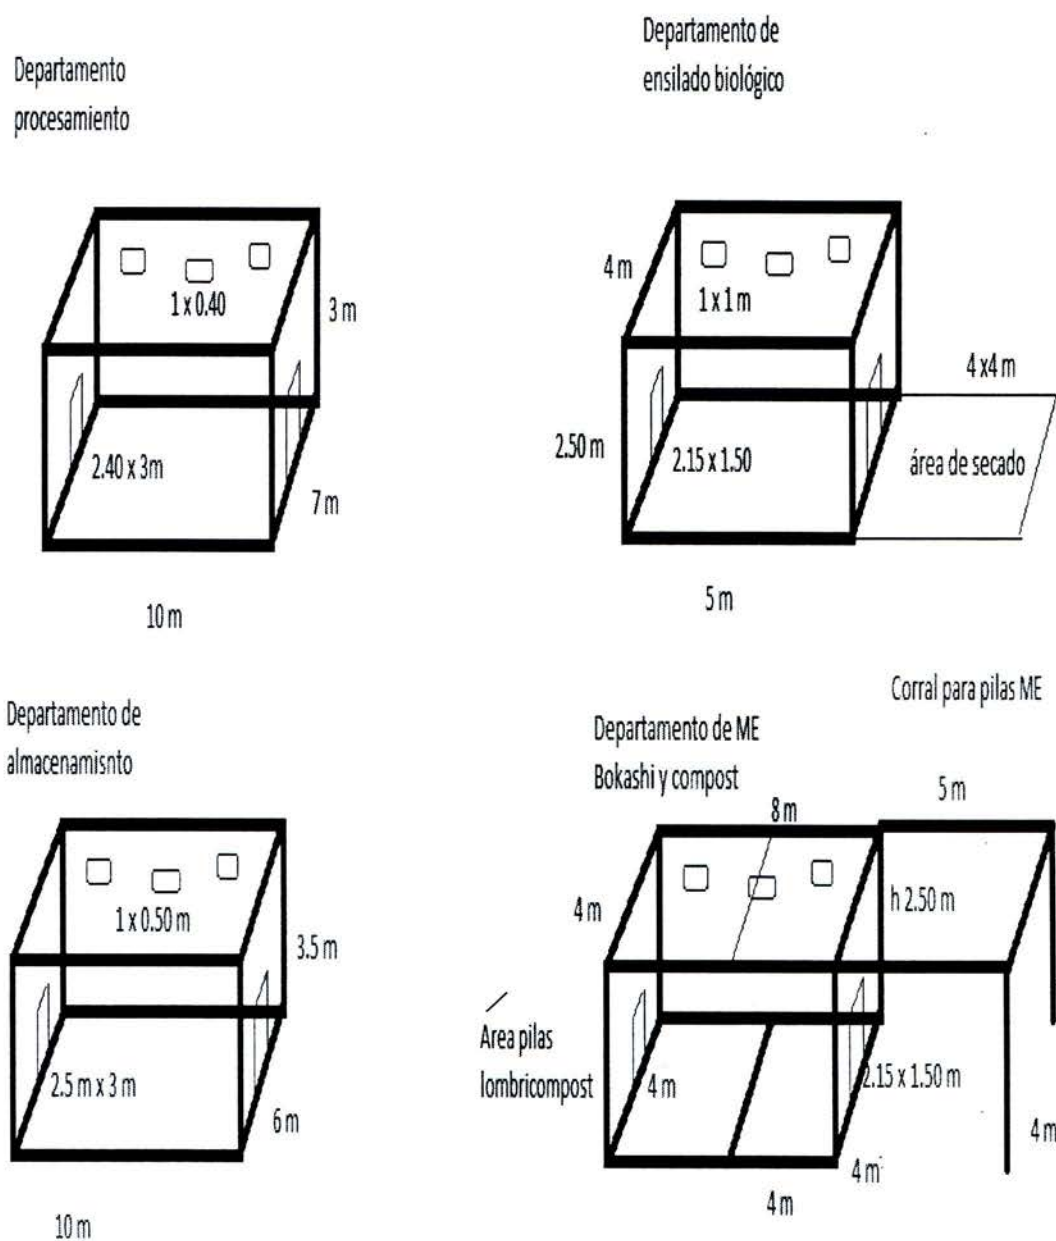 Departamento
procesamiento
1 x 0.40
3 m
2.40 x 3m
7 m
10 m
Departamento de
ensilado biológico
4 m
1 x 1 m
4 x4 m
2.50 m
2.15 x 1.50
área de secado
5 m
Departamento de
almacenamisnto
1 x 0.50 m
3.5 m
2.5 m x 3 m
6 m
10 m
Corral para pilas ME
Departamento de ME
Bokashi y compost
5 m
8 m
4 m
h 2.50 m
Area pilas
lombricompost
4 m
2.15 x 1.50 m
4 m
4 m
4 m